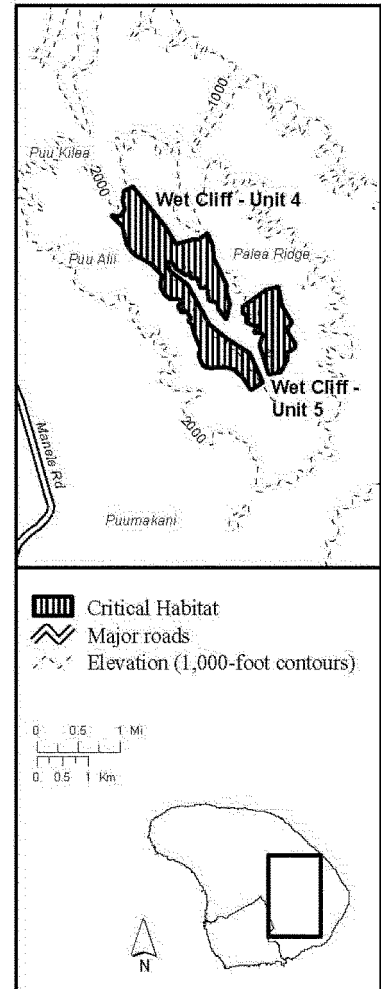 1000
Puu Kilea
2000
Wet Cliff - Unit 4
Puu Alii
Palea Ridge
Wet Cliff -
Unit 5
Manele Rd
2000
Puumakani
Critical Habitat
Major roads
Elevation (1,000-foot contours)
0 0.5 1 Mi
0 0.5 1 Km
N